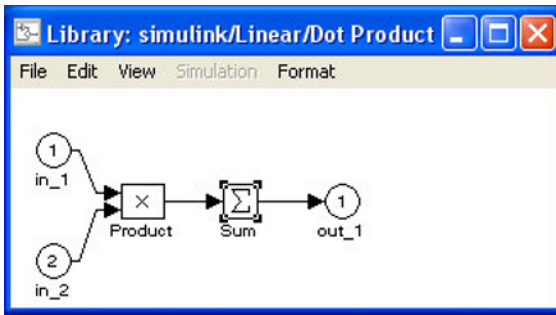 Library: simulink/Linear/Dot Product
File Edit View Simulation Format
1
in_1
×
Product
Σ
Sum
1
out_1
2
in_2